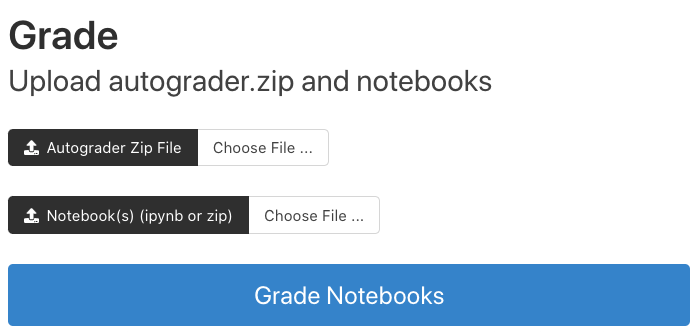 Grade
Upload autograder.zip and notebooks
Autograder Zip File Choose File ...
Notebook(s) (ipynb or zip) Choose File ...
Grade Notebooks